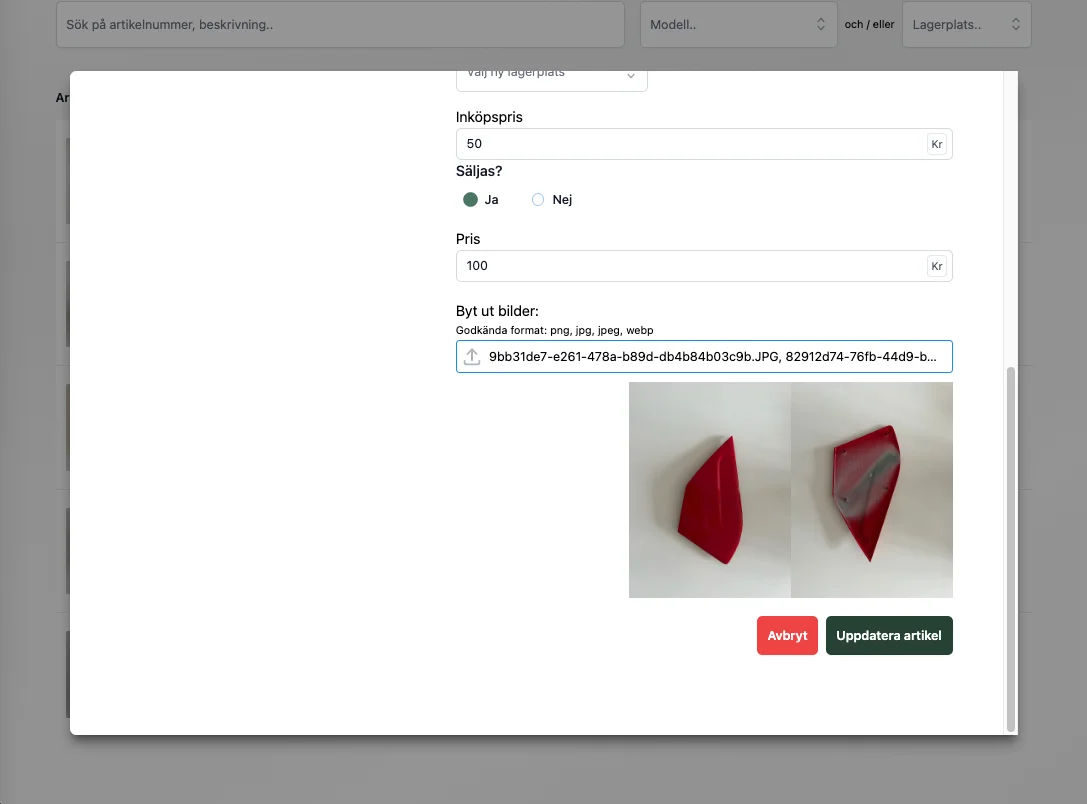 Sök på artikelnummer, beskrivning..
Modell..
och / eller
Lagerplats..
Ar
Välj ny lagerplats
Inköpspris
50
Kr
Säljas?
Ja
Nej
Pris
100
Kr
Byt ut bilder:
Godkända format: png, jpg, jpeg, webp
9bb31de7-e261-478a-b89d-db4b84b03c9b.JPG, 82912d74-76fb-44d9-b...
Avbryt
Uppdatera artikel